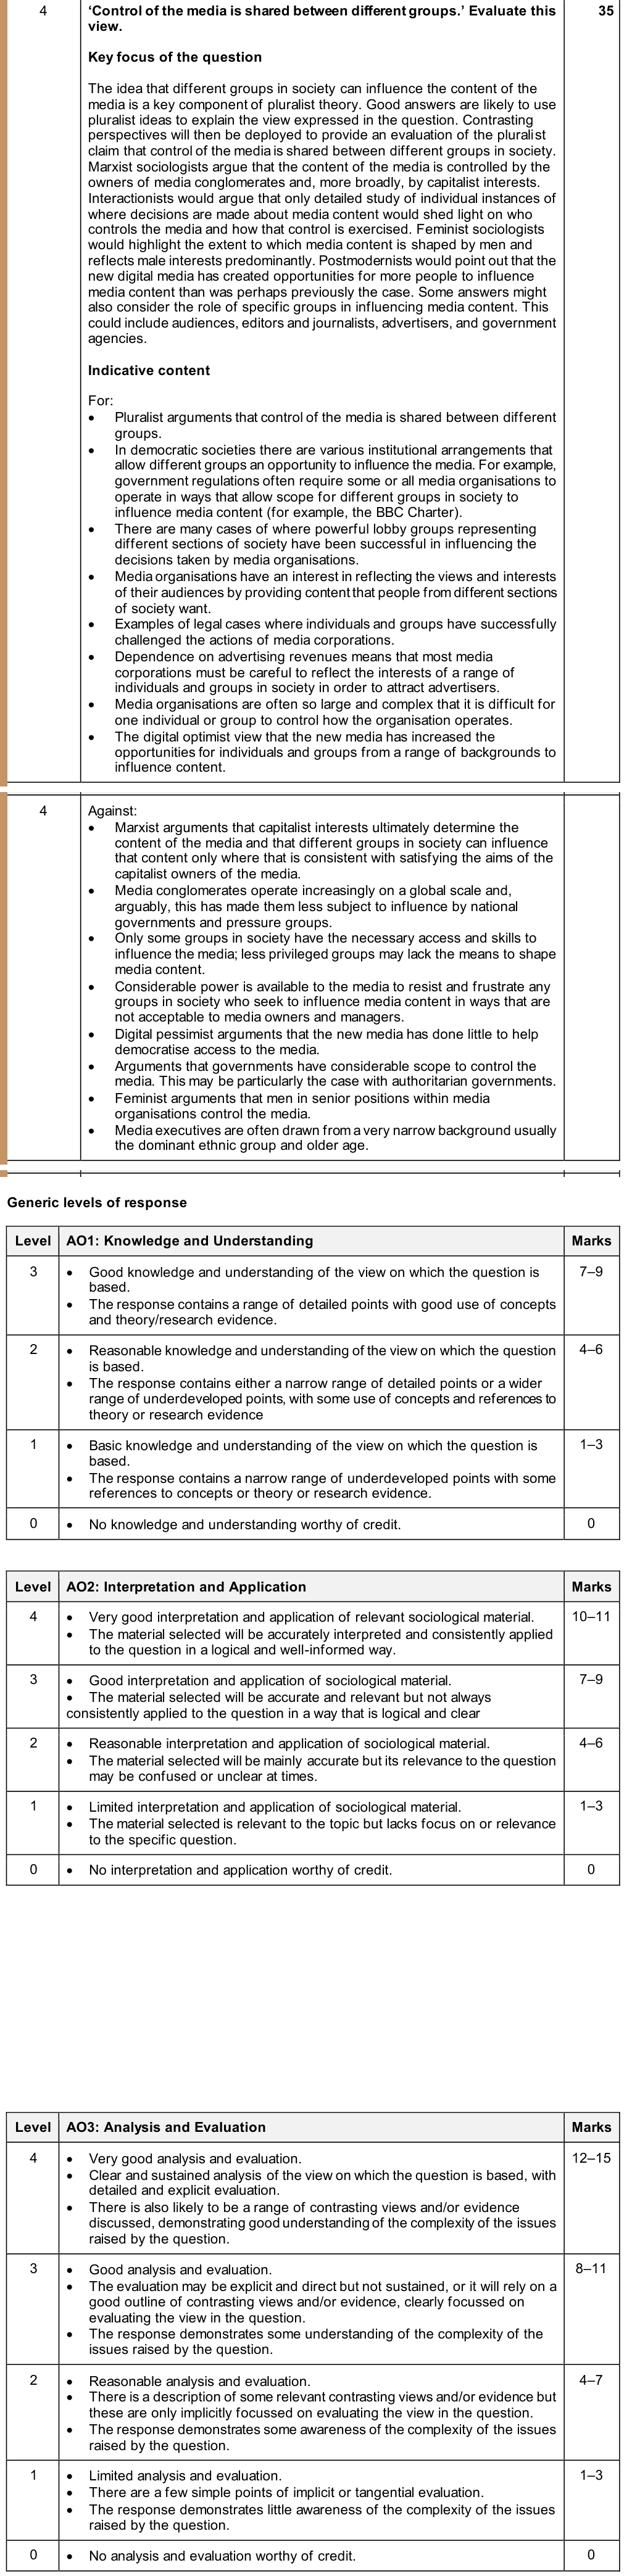 4
‘Control of the media is shared between different groups.’ Evaluate this
view.
35
Key focus of the question
The idea that different groups in society can influence the content of the
media is a key component of pluralist theory. Good answers are likely to use
pluralist ideas to explain the view expressed in the question. Contrasting
perspectives will then be deployed to provide an evaluation of the pluralist
claim that control of the media is shared between different groups in society.
Marxist sociologists argue that the content of the media is controlled by the
owners of media conglomerates and, more broadly, by capitalist interests.
Interactionists would argue that only detailed study of individual instances of
where decisions are made about media content would shed light on who
controls the media and how that control is exercised. Feminist sociologists
would highlight the extent to which media content is shaped by men and
reflects male interests predominantly. Postmodernists would point out that the
new digital media has created opportunities for more people to influence
media content than was perhaps previously the case. Some answers might
also consider the role of specific groups in influencing media content. This
could include audiences, editors and journalists, advertisers, and government
agencies.
Indicative content
For:
• Pluralist arguments that control of the media is shared between different
groups.
• In democratic societies there are various institutional arrangements that
allow different groups an opportunity to influence the media. For example,
government regulations often require some or all media organisations to
operate in ways that allow scope for different groups in society to
influence media content (for example, the BBC Charter).
• There are many cases of where powerful lobby groups representing
different sections of society have been successful in influencing the
decisions taken by media organisations.
• Media organisations have an interest in reflecting the views and interests
of their audiences by providing content that people from different sections
of society want.
• Examples of legal cases where individuals and groups have successfully
challenged the actions of media corporations.
• Dependence on advertising revenues means that most media
corporations must be careful to reflect the interests of a range of
individuals and groups in society in order to attract advertisers.
• Media organisations are often so large and complex that it is difficult for
one individual or group to control how the organisation operates.
• The digital optimist view that the new media has increased the
opportunities for individuals and groups from a range of backgrounds to
influence content.
4
Against:
• Marxist arguments that capitalist interests ultimately determine the
content of the media and that different groups in society can influence
that content only where that is consistent with satisfying the aims of the
capitalist owners of the media.
• Media conglomerates operate increasingly on a global scale and,
arguably, this has made them less subject to influence by national
governments and pressure groups.
• Only some groups in society have the necessary access and skills to
influence the media; less privileged groups may lack the means to shape
media content.
• Considerable power is available to the media to resist and frustrate any
groups in society who seek to influence media content in ways that are
not acceptable to media owners and managers.
• Digital pessimist arguments that the new media has done little to help
democratise access to the media.
• Arguments that governments have considerable scope to control the
media. This may be particularly the case with authoritarian governments.
• Feminist arguments that men in senior positions within media
organisations control the media.
• Media executives are often drawn from a very narrow background usually
the dominant ethnic group and older age.
Generic levels of response
Level AO1: Knowledge and Understanding Marks
3 • Good knowledge and understanding of the view on which the question is 7–9
based.
• The response contains a range of detailed points with good use of concepts
and theory/research evidence.
2 • Reasonable knowledge and understanding of the view on which the question 4–6
is based.
• The response contains either a narrow range of detailed points or a wider
range of underdeveloped points, with some use of concepts and references to
theory or research evidence
1 • Basic knowledge and understanding of the view on which the question is 1–3
based.
• The response contains a narrow range of underdeveloped points with some
references to concepts or theory or research evidence.
0 • No knowledge and understanding worthy of credit. 0
Level AO2: Interpretation and Application Marks
4 • Very good interpretation and application of relevant sociological material. 10–11
• The material selected will be accurately interpreted and consistently applied
to the question in a logical and well-informed way.
3 • Good interpretation and application of sociological material. 7–9
• The material selected will be accurate and relevant but not always
consistently applied to the question in a way that is logical and clear
2 • Reasonable interpretation and application of sociological material. 4–6
• The material selected will be mainly accurate but its relevance to the question
may be confused or unclear at times.
1 • Limited interpretation and application of sociological material. 1–3
• The material selected is relevant to the topic but lacks focus on or relevance
to the specific question.
0 • No interpretation and application worthy of credit. 0
Level AO3: Analysis and Evaluation Marks
4 • Very good analysis and evaluation. 12–15
• Clear and sustained analysis of the view on which the question is based, with
detailed and explicit evaluation.
• There is also likely to be a range of contrasting views and/or evidence
discussed, demonstrating good understanding of the complexity of the issues
raised by the question.
3 • Good analysis and evaluation. 8–11
• The evaluation may be explicit and direct but not sustained, or it will rely on a
good outline of contrasting views and/or evidence, clearly focussed on
evaluating the view in the question.
• The response demonstrates some understanding of the complexity of the
issues raised by the question.
2 • Reasonable analysis and evaluation. 4–7
• There is a description of some relevant contrasting views and/or evidence but
these are only implicitly focussed on evaluating the view in the question.
• The response demonstrates some awareness of the complexity of the issues
raised by the question.
1 • Limited analysis and evaluation. 1–3
• There are a few simple points of implicit or tangential evaluation.
• The response demonstrates little awareness of the complexity of the issues
raised by the question.
0 • No analysis and evaluation worthy of credit. 0